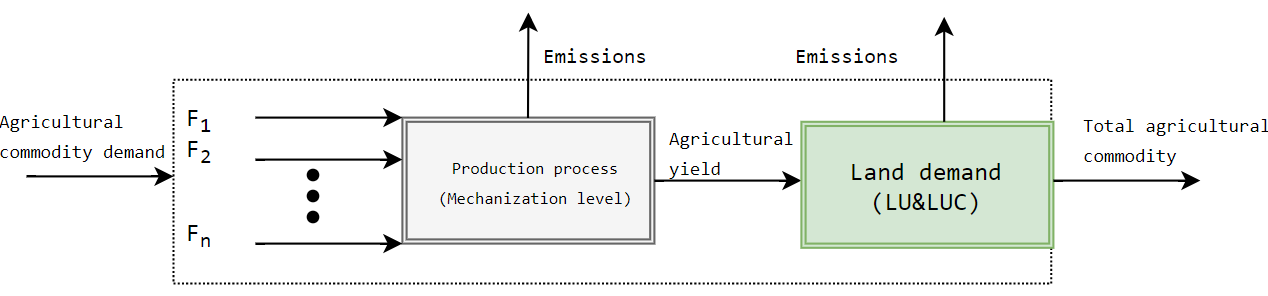 Emissions
Emissions
Agricultural
commodity demand
F1
F2
Fn
Production process
(Mechanization level)
Agricultural
yield
Land demand
(LU&LUC)
Total agricultural
commodity